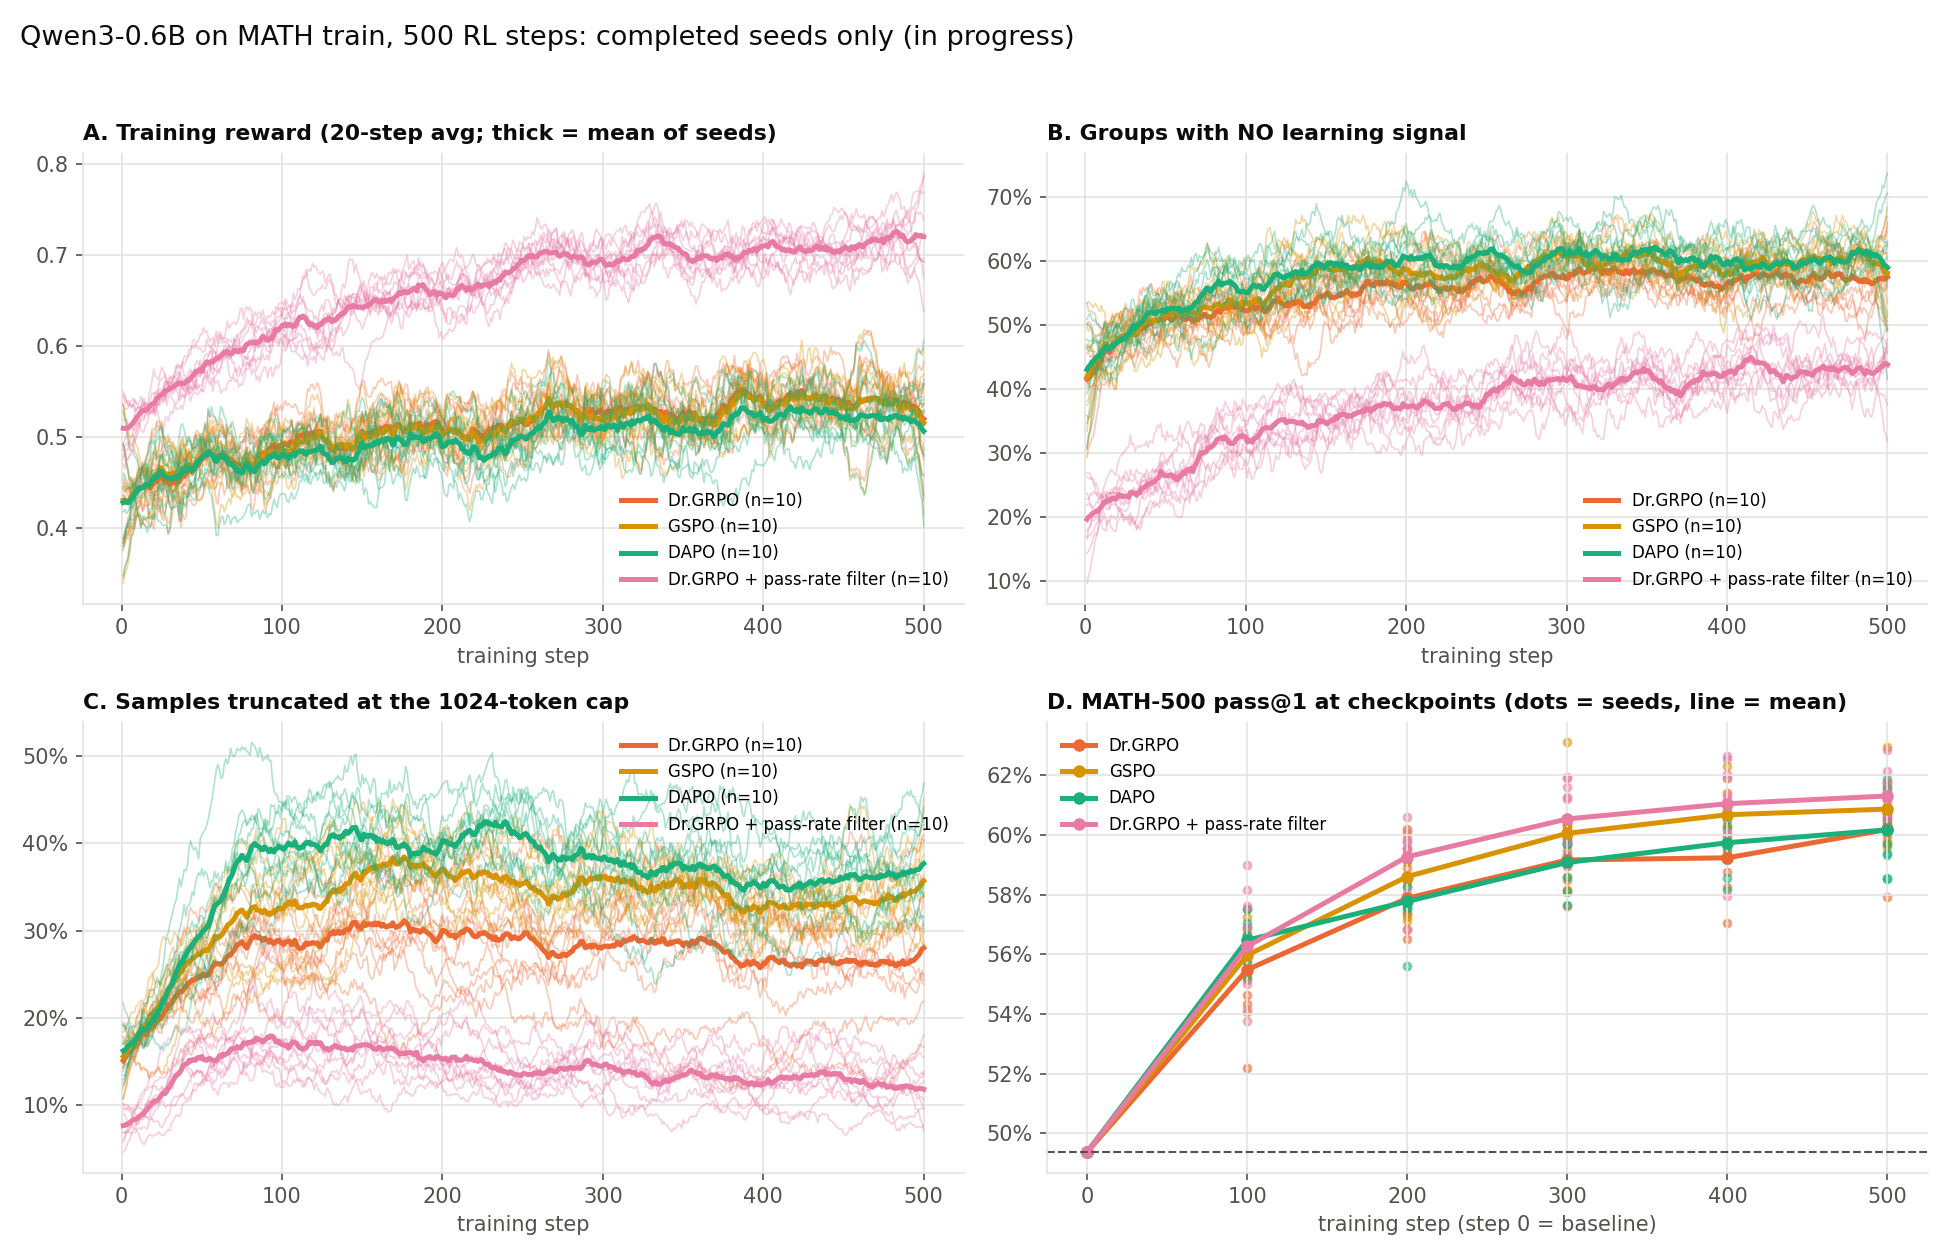 Qwen3-0.6B on MATH train, 500 RL steps: completed seeds only (in progress)
A. Training reward (20-step avg; thick = mean of seeds)
0.8
0.7
0.6
0.5
0.4
Dr.GRPO (n=10)
GSPO (n=10)
DAPO (n=10)
Dr.GRPO + pass-rate filter (n=10)
0 100 200 300 400 500
training step
B. Groups with NO learning signal
70%
60%
50%
40%
30%
20%
10%
Dr.GRPO (n=10)
GSPO (n=10)
DAPO (n=10)
Dr.GRPO + pass-rate filter (n=10)
0 100 200 300 400 500
training step
C. Samples truncated at the 1024-token cap
50%
40%
30%
20%
10%
Dr.GRPO (n=10)
GSPO (n=10)
DAPO (n=10)
Dr.GRPO + pass-rate filter (n=10)
0 100 200 300 400 500
training step
D. MATH-500 pass@1 at checkpoints (dots = seeds, line = mean)
62%
60%
58%
56%
54%
52%
50%
Dr.GRPO
GSPO
DAPO
Dr.GRPO + pass-rate filter
0 100 200 300 400 500
training step (step 0 = baseline)